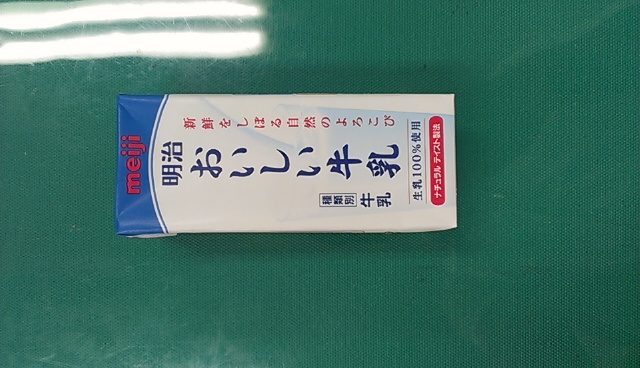 meiji
新鮮をしぼる自然のよろこび
明治
おいしい牛乳
種類別 牛乳
生乳100%使用
ナチュラル テイスト製法